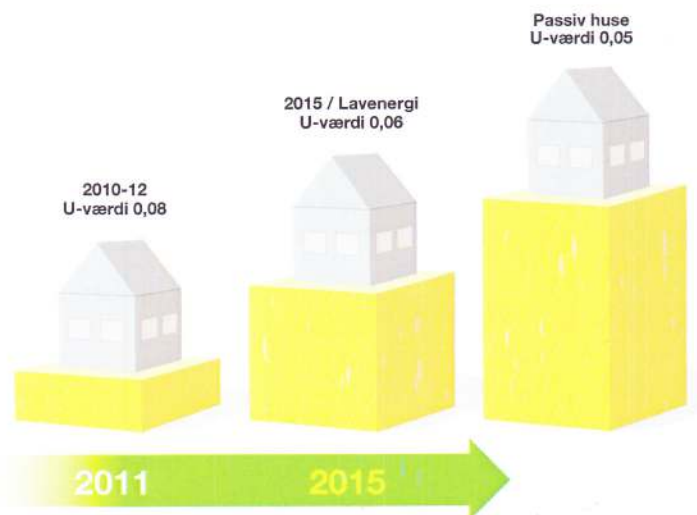 Passiv huse
U-værdi 0,05
2015 / Lavenergi
U-værdi 0,06
2010-12
U-værdi 0,08
2011
2015